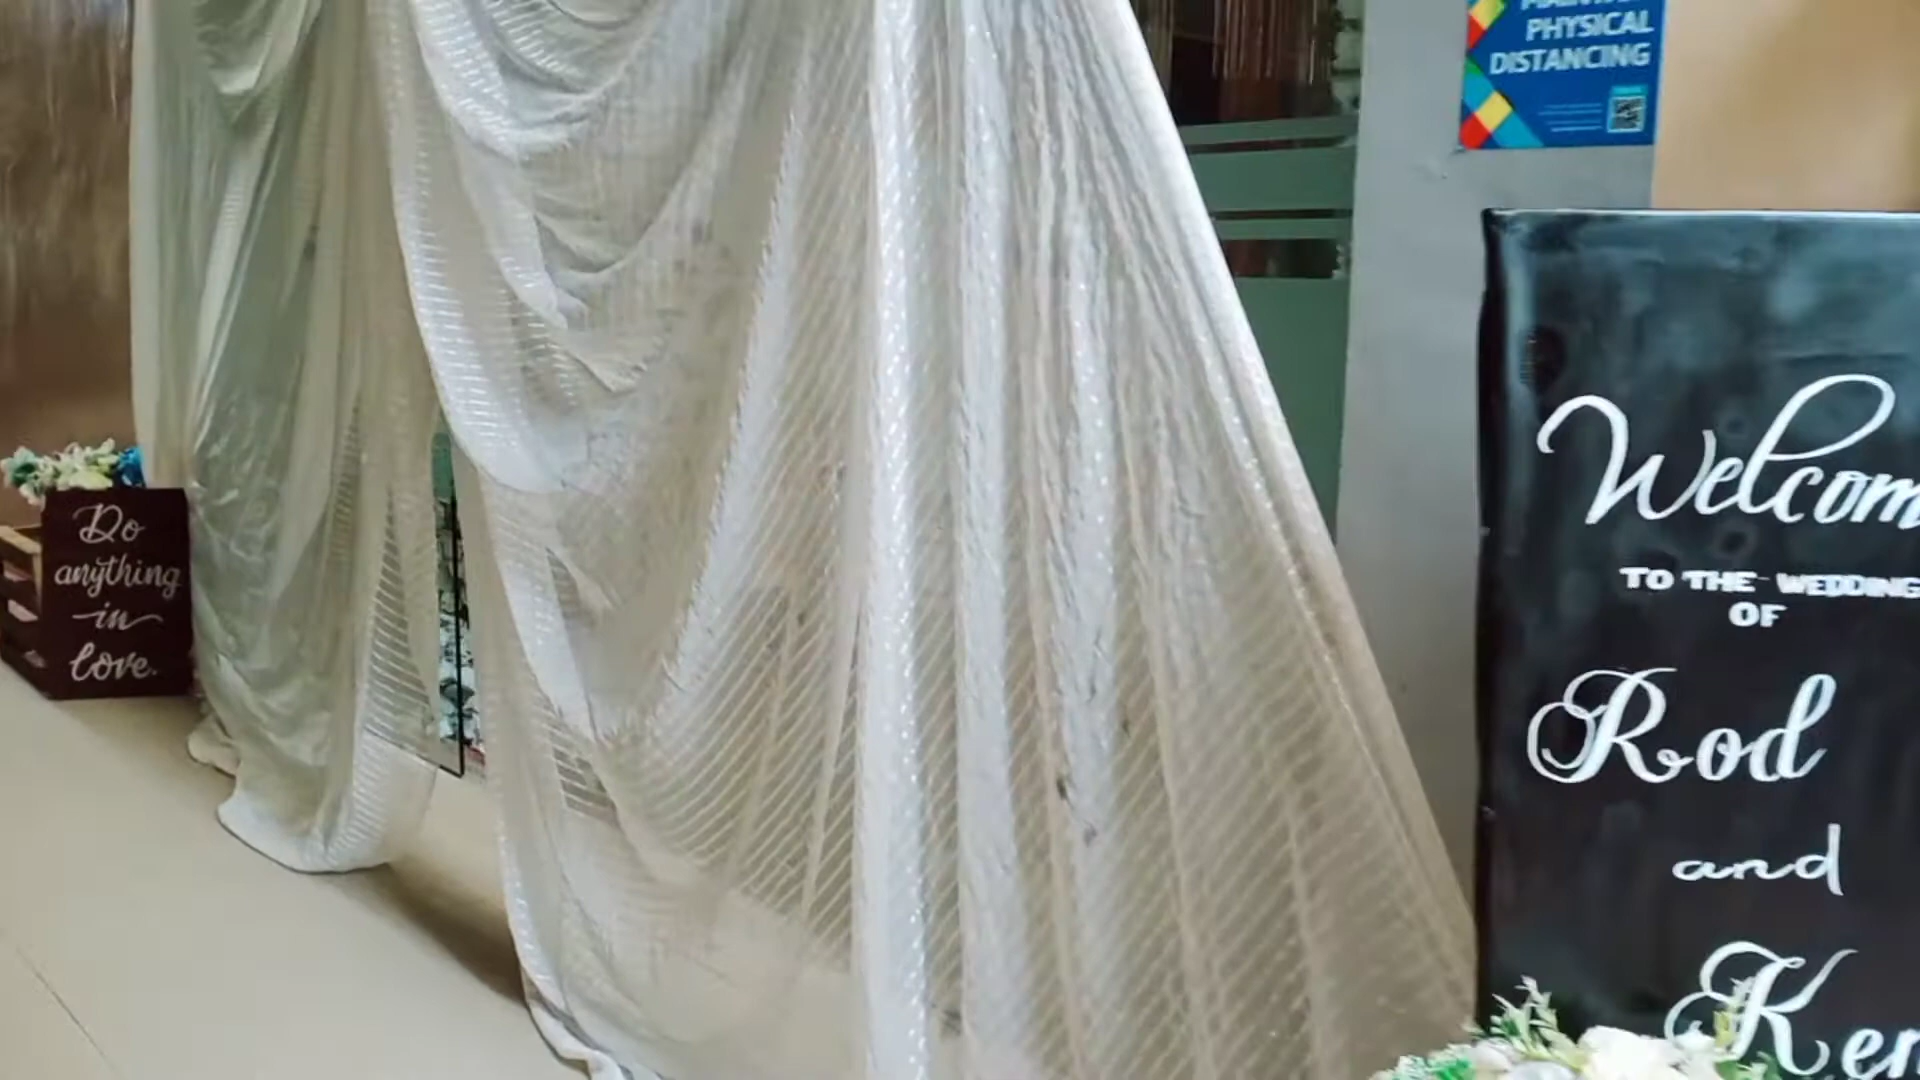 PHYSICAL
DISTANCING
Do
anything
in
love.
Welcom
TO THE WEDDING
OF
Rod
and
Ken